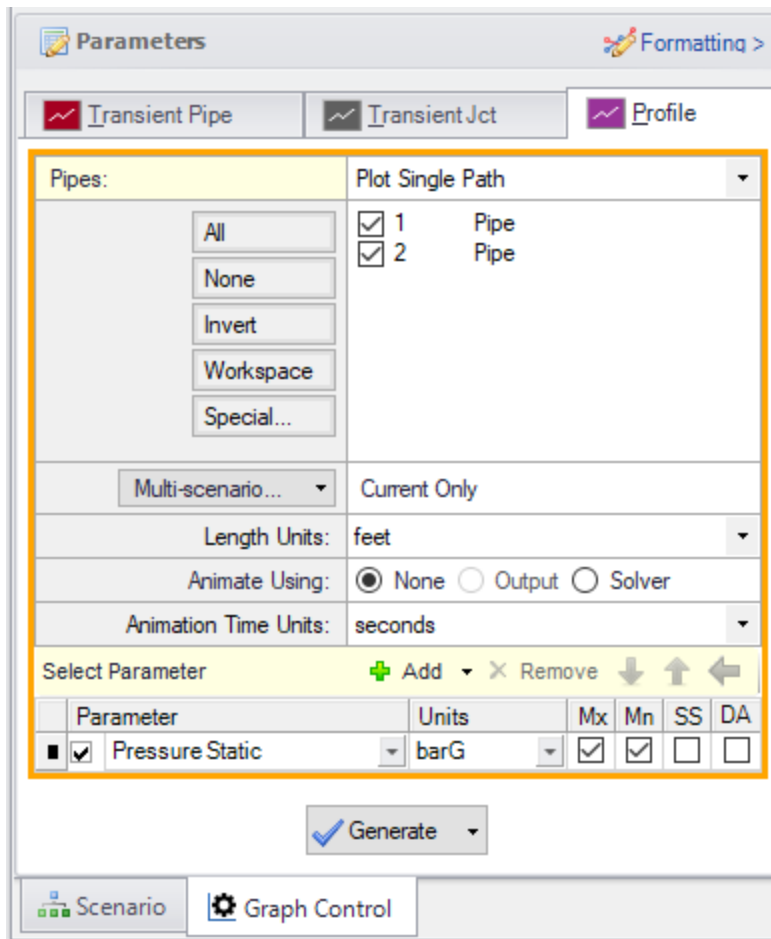 Parameters Formatting >
Transient Pipe Transient Jct Profile
Pipes: Plot Single Path
All
None
Invert
Workspace
Special...
1 Pipe
2 Pipe
Multi-scenario... Current Only
Length Units: feet
Animate Using: None Output Solver
Animation Time Units: seconds
Select Parameter Add Remove
Parameter Units Mx Mn SS DA
Pressure Static barG
Generate
Scenario Graph Control